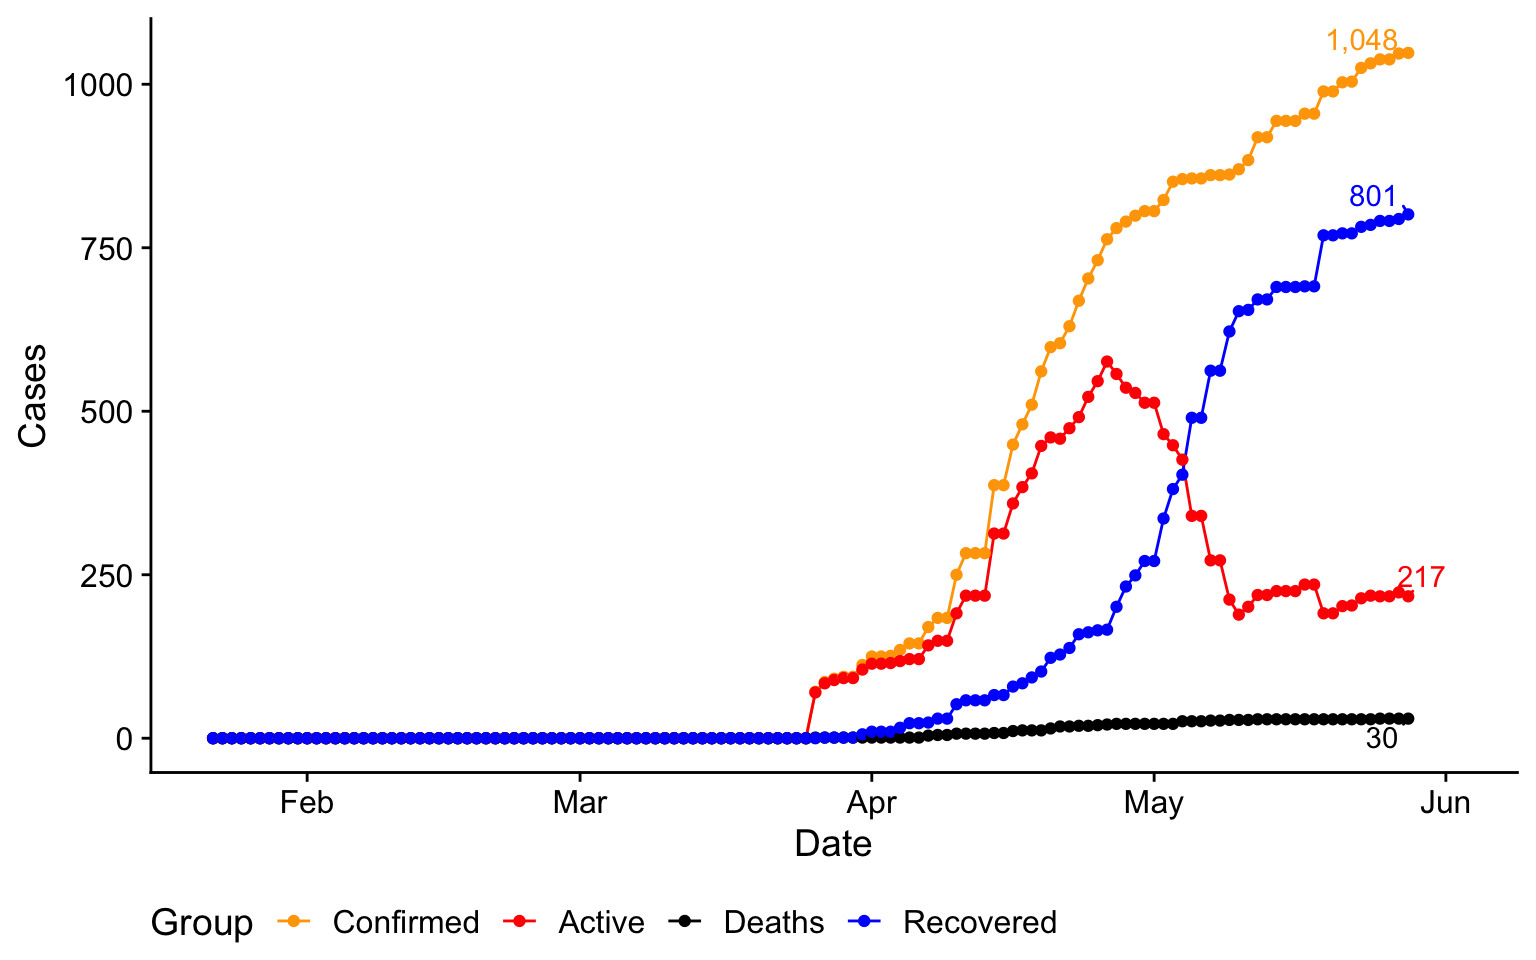 1,048
1000
801
750
Cases
500
217
250
0
30
Feb Mar Apr May Jun
Date
Group Confirmed Active Deaths Recovered